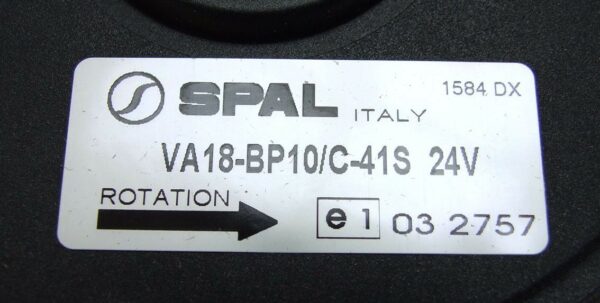 1584 DX
SPAL ITALY
VA18-BP10/C-41S 24V
ROTATION
e1 03 2757